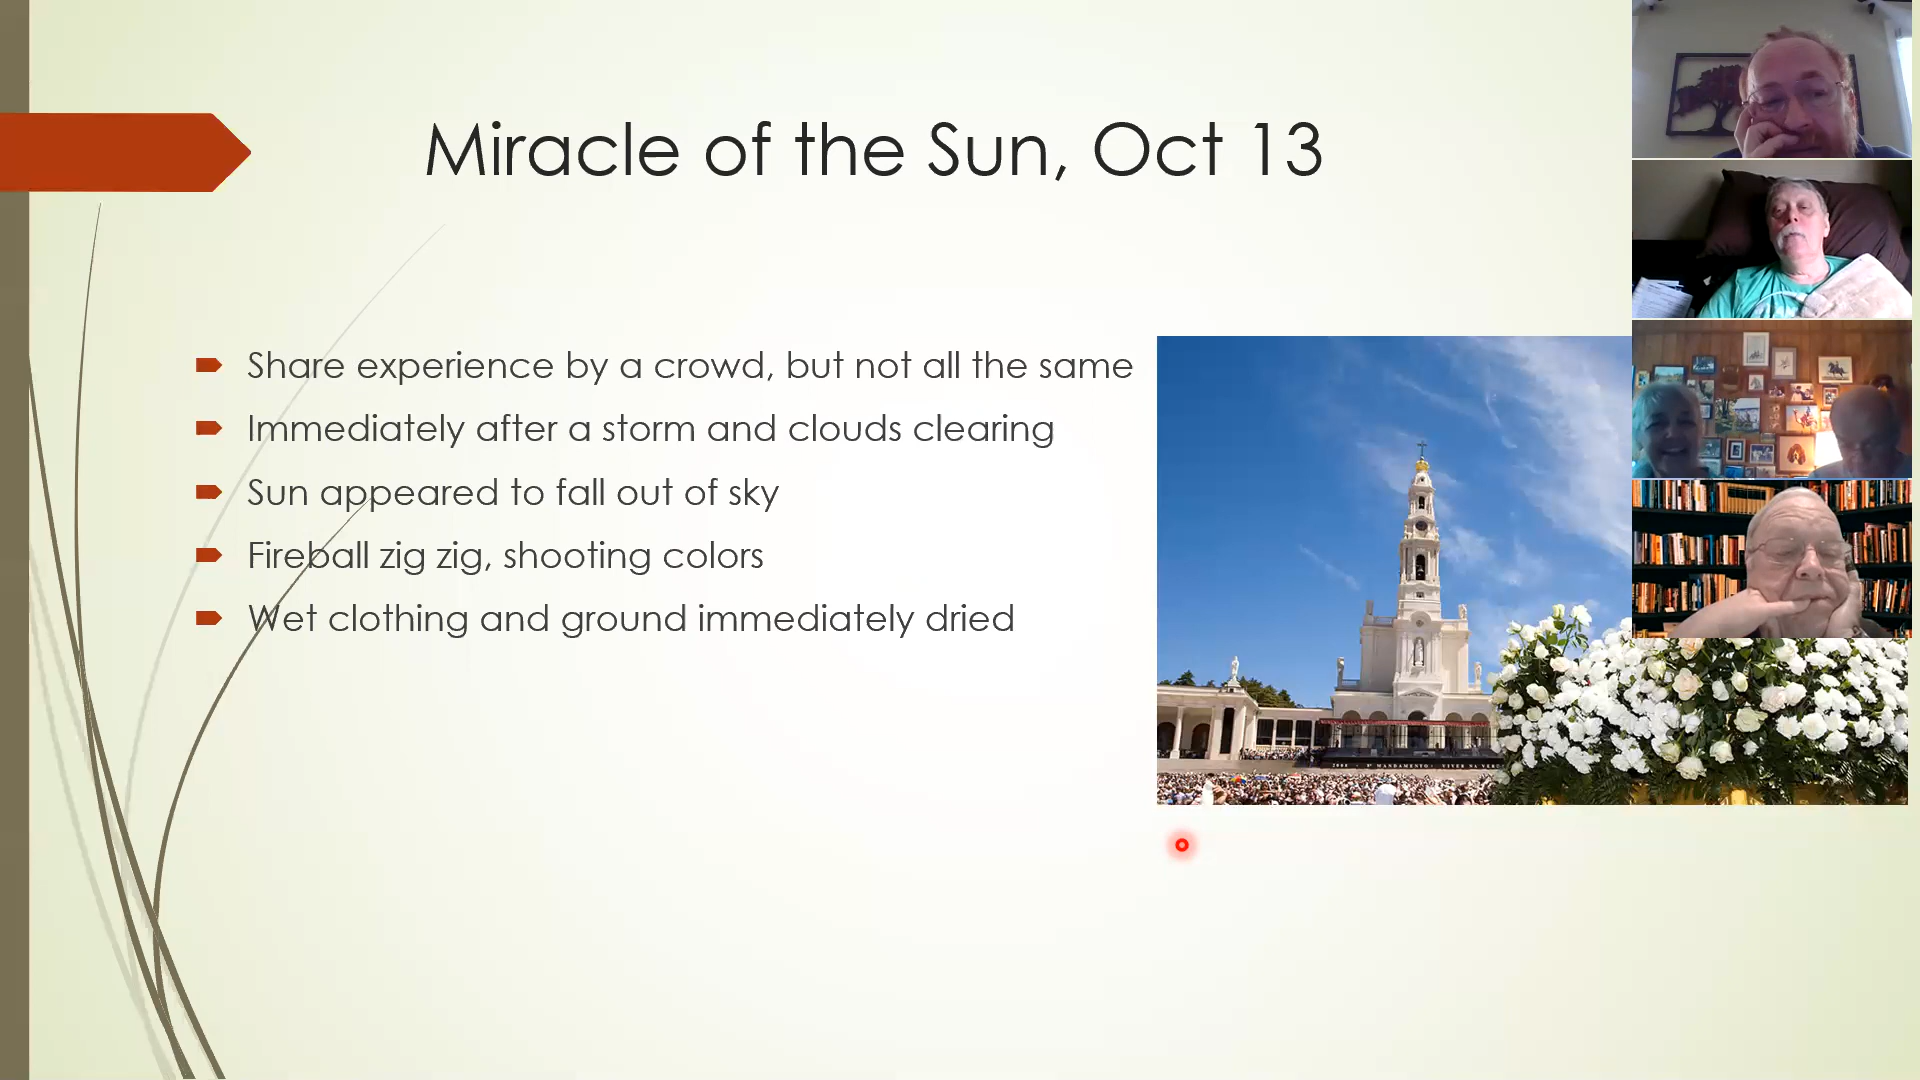 Miracle of the Sun, Oct 13
Share experience by a crowd, but not all the same
Immediately after a storm and clouds clearing
Sun appeared to fall out of sky
Fireball zig zig, shooting colors
Wet clothing and ground immediately dried